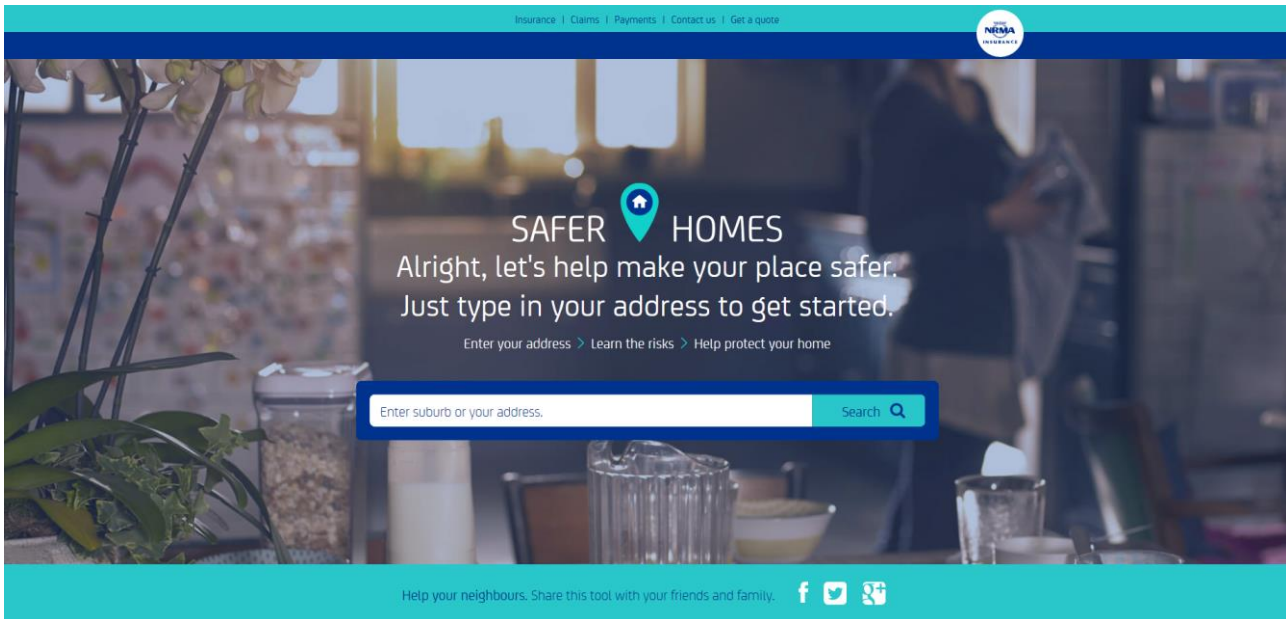 Insurance | Claims | Payments | Contact us | Get a quote
NRMA
INSURANCE
SAFER HOMES
Alright, let's help make your place safer.
Just type in your address to get started.
Enter your address > Learn the risks > Help protect your home
Enter suburb or your address.
Search
Help your neighbours. Share this tool with your friends and family.